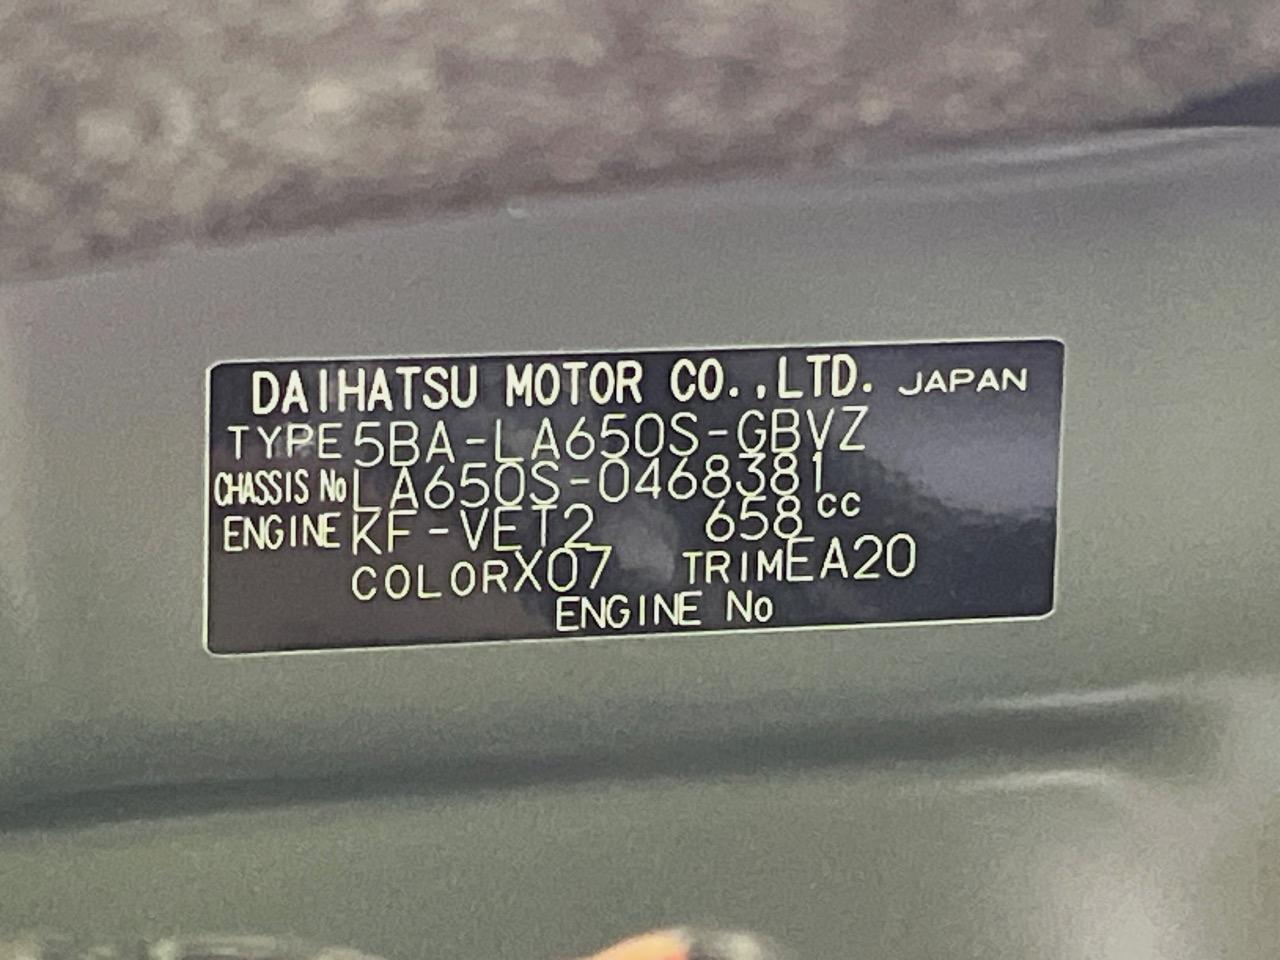 DAIHATSU MOTOR CO.,LTD. JAPAN
TYPE 5BA-LA650S-GBVZ
CHASSIS No LA650S-0468381
ENGINE KF-VET2 658cc
COLOR X07 TRIM EA20
ENGINE No